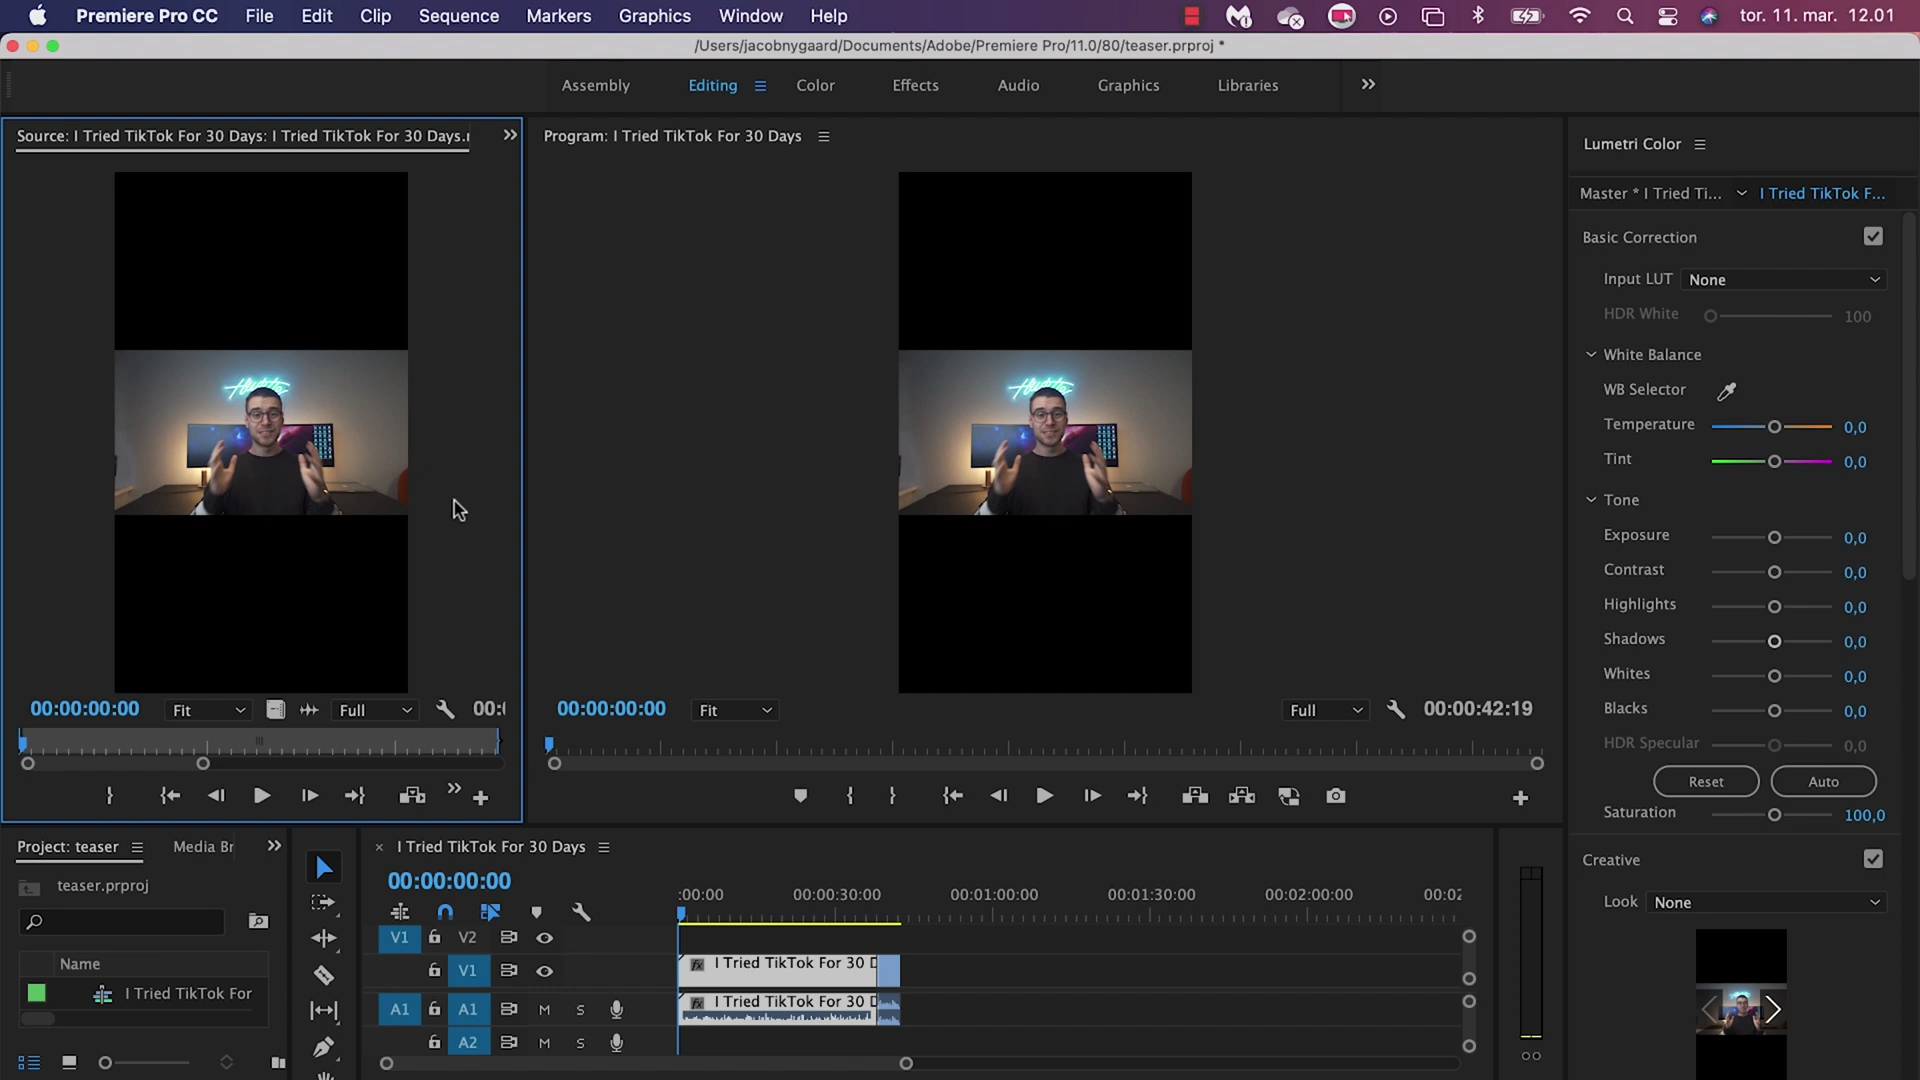 Premiere Pro CC File Edit Clip Sequence Markers Graphics Window Help tor. 11. mar. 12.01
/Users/jacobnygaard/Documents/Adobe/Premiere Pro/11.0/80/teaser.prproj *
Assembly Editing Color Effects Audio Graphics Libraries
Source: I Tried TikTok For 30 Days: I Tried TikTok For 30 Days.
Program: I Tried TikTok For 30 Days
Lumetri Color
Master * I Tried Ti... I Tried TikTok F...
Basic Correction
Input LUT None
HDR White 100
White Balance
WB Selector
Temperature 0,0
Tint 0,0
Tone
Exposure 0,0
Contrast 0,0
Highlights 0,0
Shadows 0,0
Whites 0,0
Blacks 0,0
HDR Specular 0,0
Reset Auto
Saturation 100,0
Creative
Look None
00:00:00:00 Fit Full 00:
00:00:00:00 Fit Full 00:00:42:19
Project: teaser Media Br
teaser.prproj
Name
I Tried TikTok For
× I Tried TikTok For 30 Days
00:00:00:00
:00:00 00:00:30:00 00:01:00:00 00:01:30:00 00:02:00:00 00:02
V1 V2
V1 fx I Tried TikTok For 30 D
A1 A1 M S fx I Tried TikTok For 30 D
A2 M S